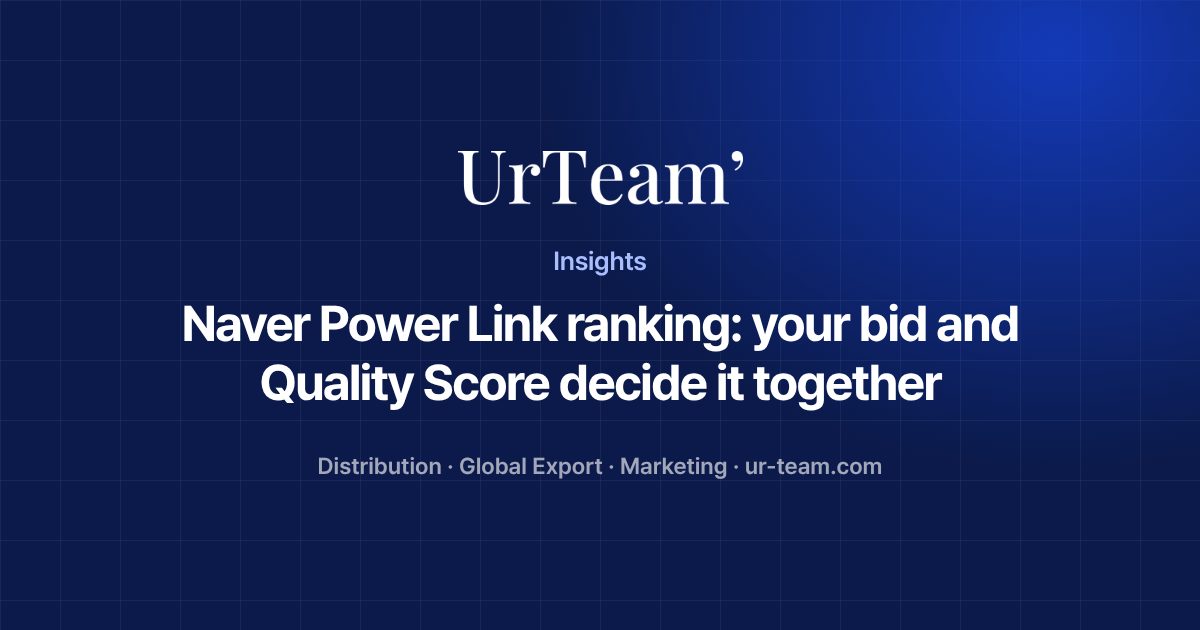 UrTeam’
Insights
Naver Power Link ranking: your bid and
Quality Score decide it together
Distribution · Global Export · Marketing · ur-team.com